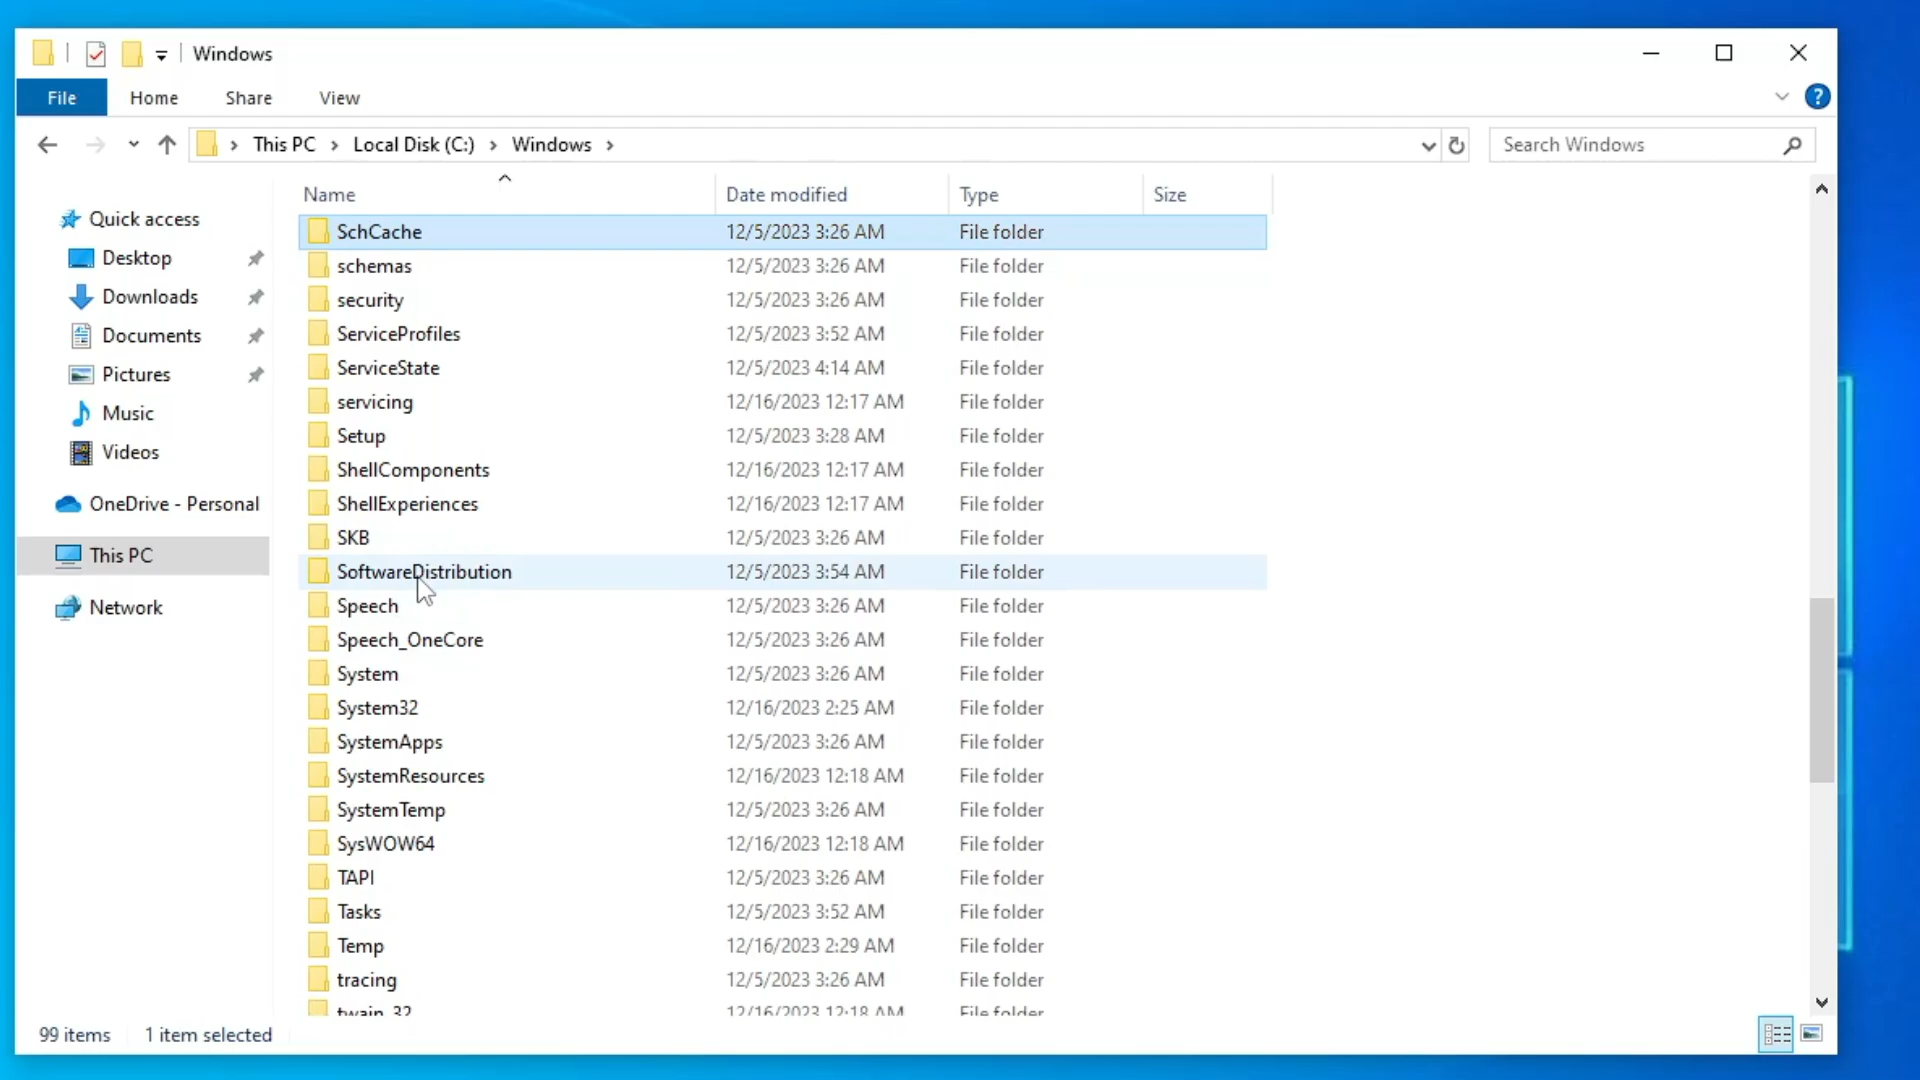 Windows
File Home Share View
This PC Local Disk (C:) Windows
Search Windows
Name Date modified Type Size
Quick access
Desktop
Downloads
Documents
Pictures
Music
Videos
OneDrive - Personal
This PC
Network
SchCache 12/5/2023 3:26 AM File folder
schemas 12/5/2023 3:26 AM File folder
security 12/5/2023 3:26 AM File folder
ServiceProfiles 12/5/2023 3:52 AM File folder
ServiceState 12/5/2023 4:14 AM File folder
servicing 12/16/2023 12:17 AM File folder
Setup 12/5/2023 3:28 AM File folder
ShellComponents 12/16/2023 12:17 AM File folder
ShellExperiences 12/16/2023 12:17 AM File folder
SKB 12/5/2023 3:26 AM File folder
SoftwareDistribution 12/5/2023 3:54 AM File folder
Speech 12/5/2023 3:26 AM File folder
Speech_OneCore 12/5/2023 3:26 AM File folder
System 12/5/2023 3:26 AM File folder
System32 12/16/2023 2:25 AM File folder
SystemApps 12/5/2023 3:26 AM File folder
SystemResources 12/16/2023 12:18 AM File folder
SystemTemp 12/5/2023 3:26 AM File folder
SysWOW64 12/16/2023 12:18 AM File folder
TAPI 12/5/2023 3:26 AM File folder
Tasks 12/5/2023 3:52 AM File folder
Temp 12/16/2023 2:29 AM File folder
tracing 12/5/2023 3:26 AM File folder
twain_32 12/16/2023 12:18 AM File folder
99 items 1 item selected